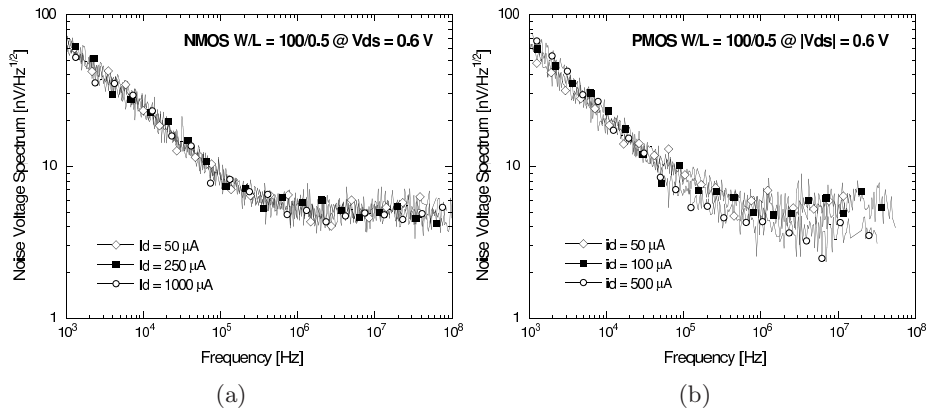 NMOS W/L = 100/0.5 @ Vds = 0.6 V
100
10
1
Noise Voltage Spectrum [nV/Hz^1/2]
Id = 50 µA
Id = 250 µA
Id = 1000 µA
10^3 10^4 10^5 10^6 10^7 10^8
Frequency [Hz]
(a)
PMOS W/L = 100/0.5 @ |Vds| = 0.6 V
100
10
1
Noise Voltage Spectrum [nV/Hz^1/2]
id = 50 µA
id = 100 µA
id = 500 µA
10^3 10^4 10^5 10^6 10^7 10^8
Frequency [Hz]
(b)